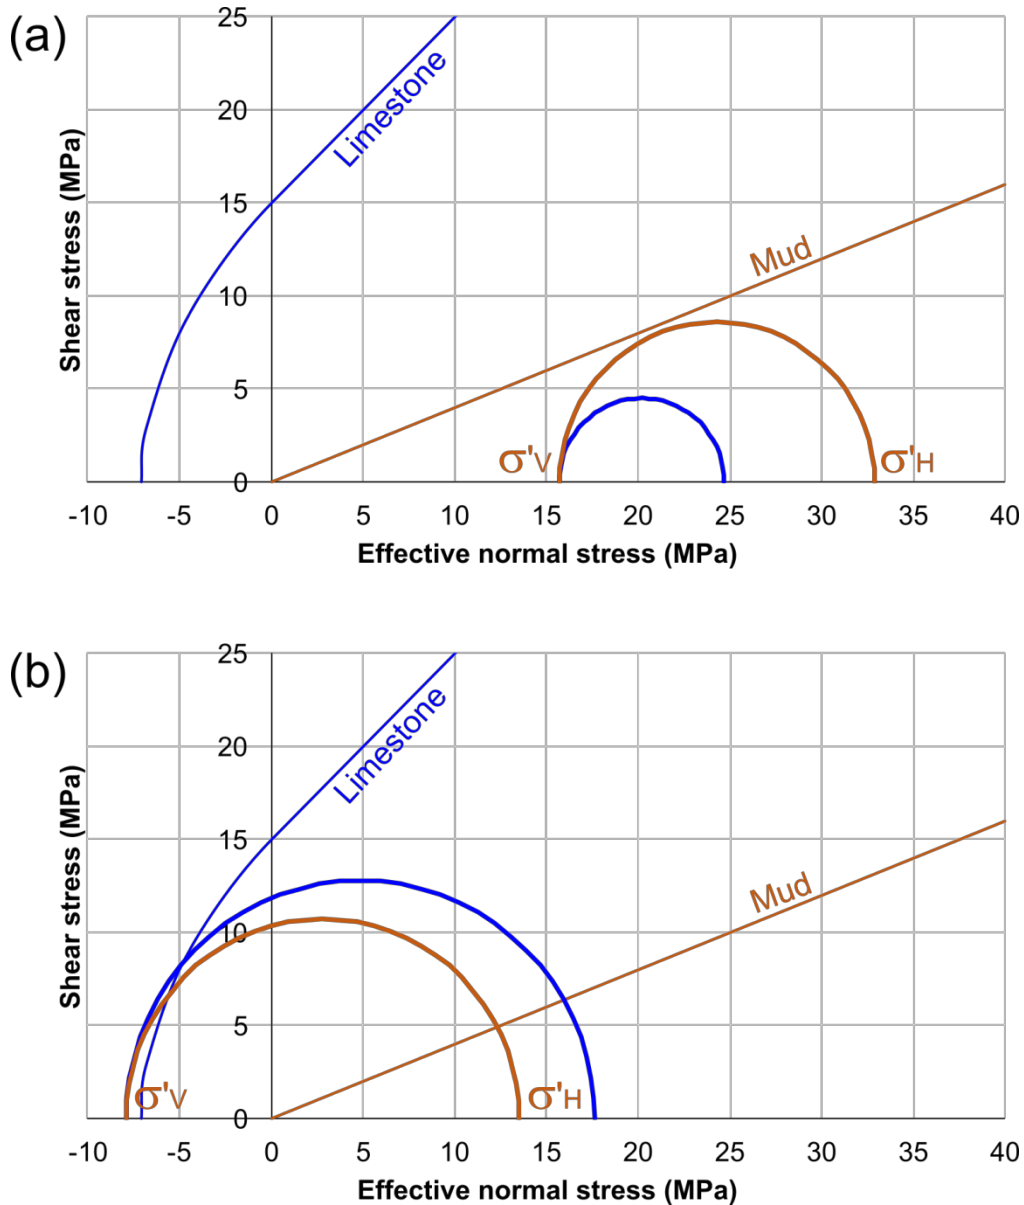 (a)
Shear stress (MPa)
25
20
15
10
5
0
Limestone
Mud
σ'V
σ'H
-10 -5 0 5 10 15 20 25 30 35 40
Effective normal stress (MPa)
(b)
Shear stress (MPa)
25
20
15
10
5
0
Limestone
Mud
σ'V
σ'H
-10 -5 0 5 10 15 20 25 30 35 40
Effective normal stress (MPa)